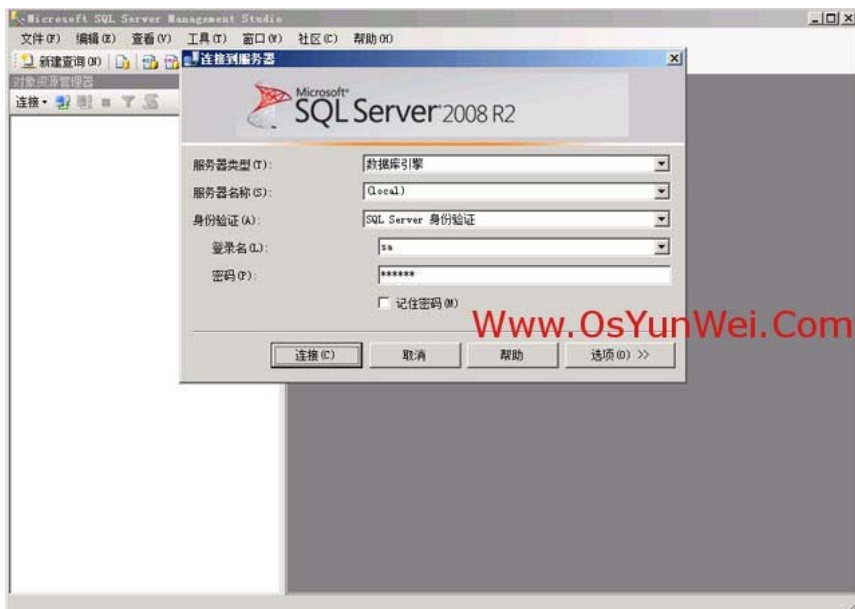 Microsoft SQL Server Management Studio
文件(F) 编辑(E) 查看(V) 工具(T) 窗口(W) 社区(C) 帮助(H)
新建查询(N)
连接到服务器
对象资源管理器
连接
Microsoft®
SQL Server 2008 R2
服务器类型(T): 数据库引擎
服务器名称(S): (local)
身份验证(A): SQL Server 身份验证
登录名(L): sa
密码(P): ******
记住密码(M)
Www.OsYunWei.Com
连接(C) 取消 帮助 选项(O) >>